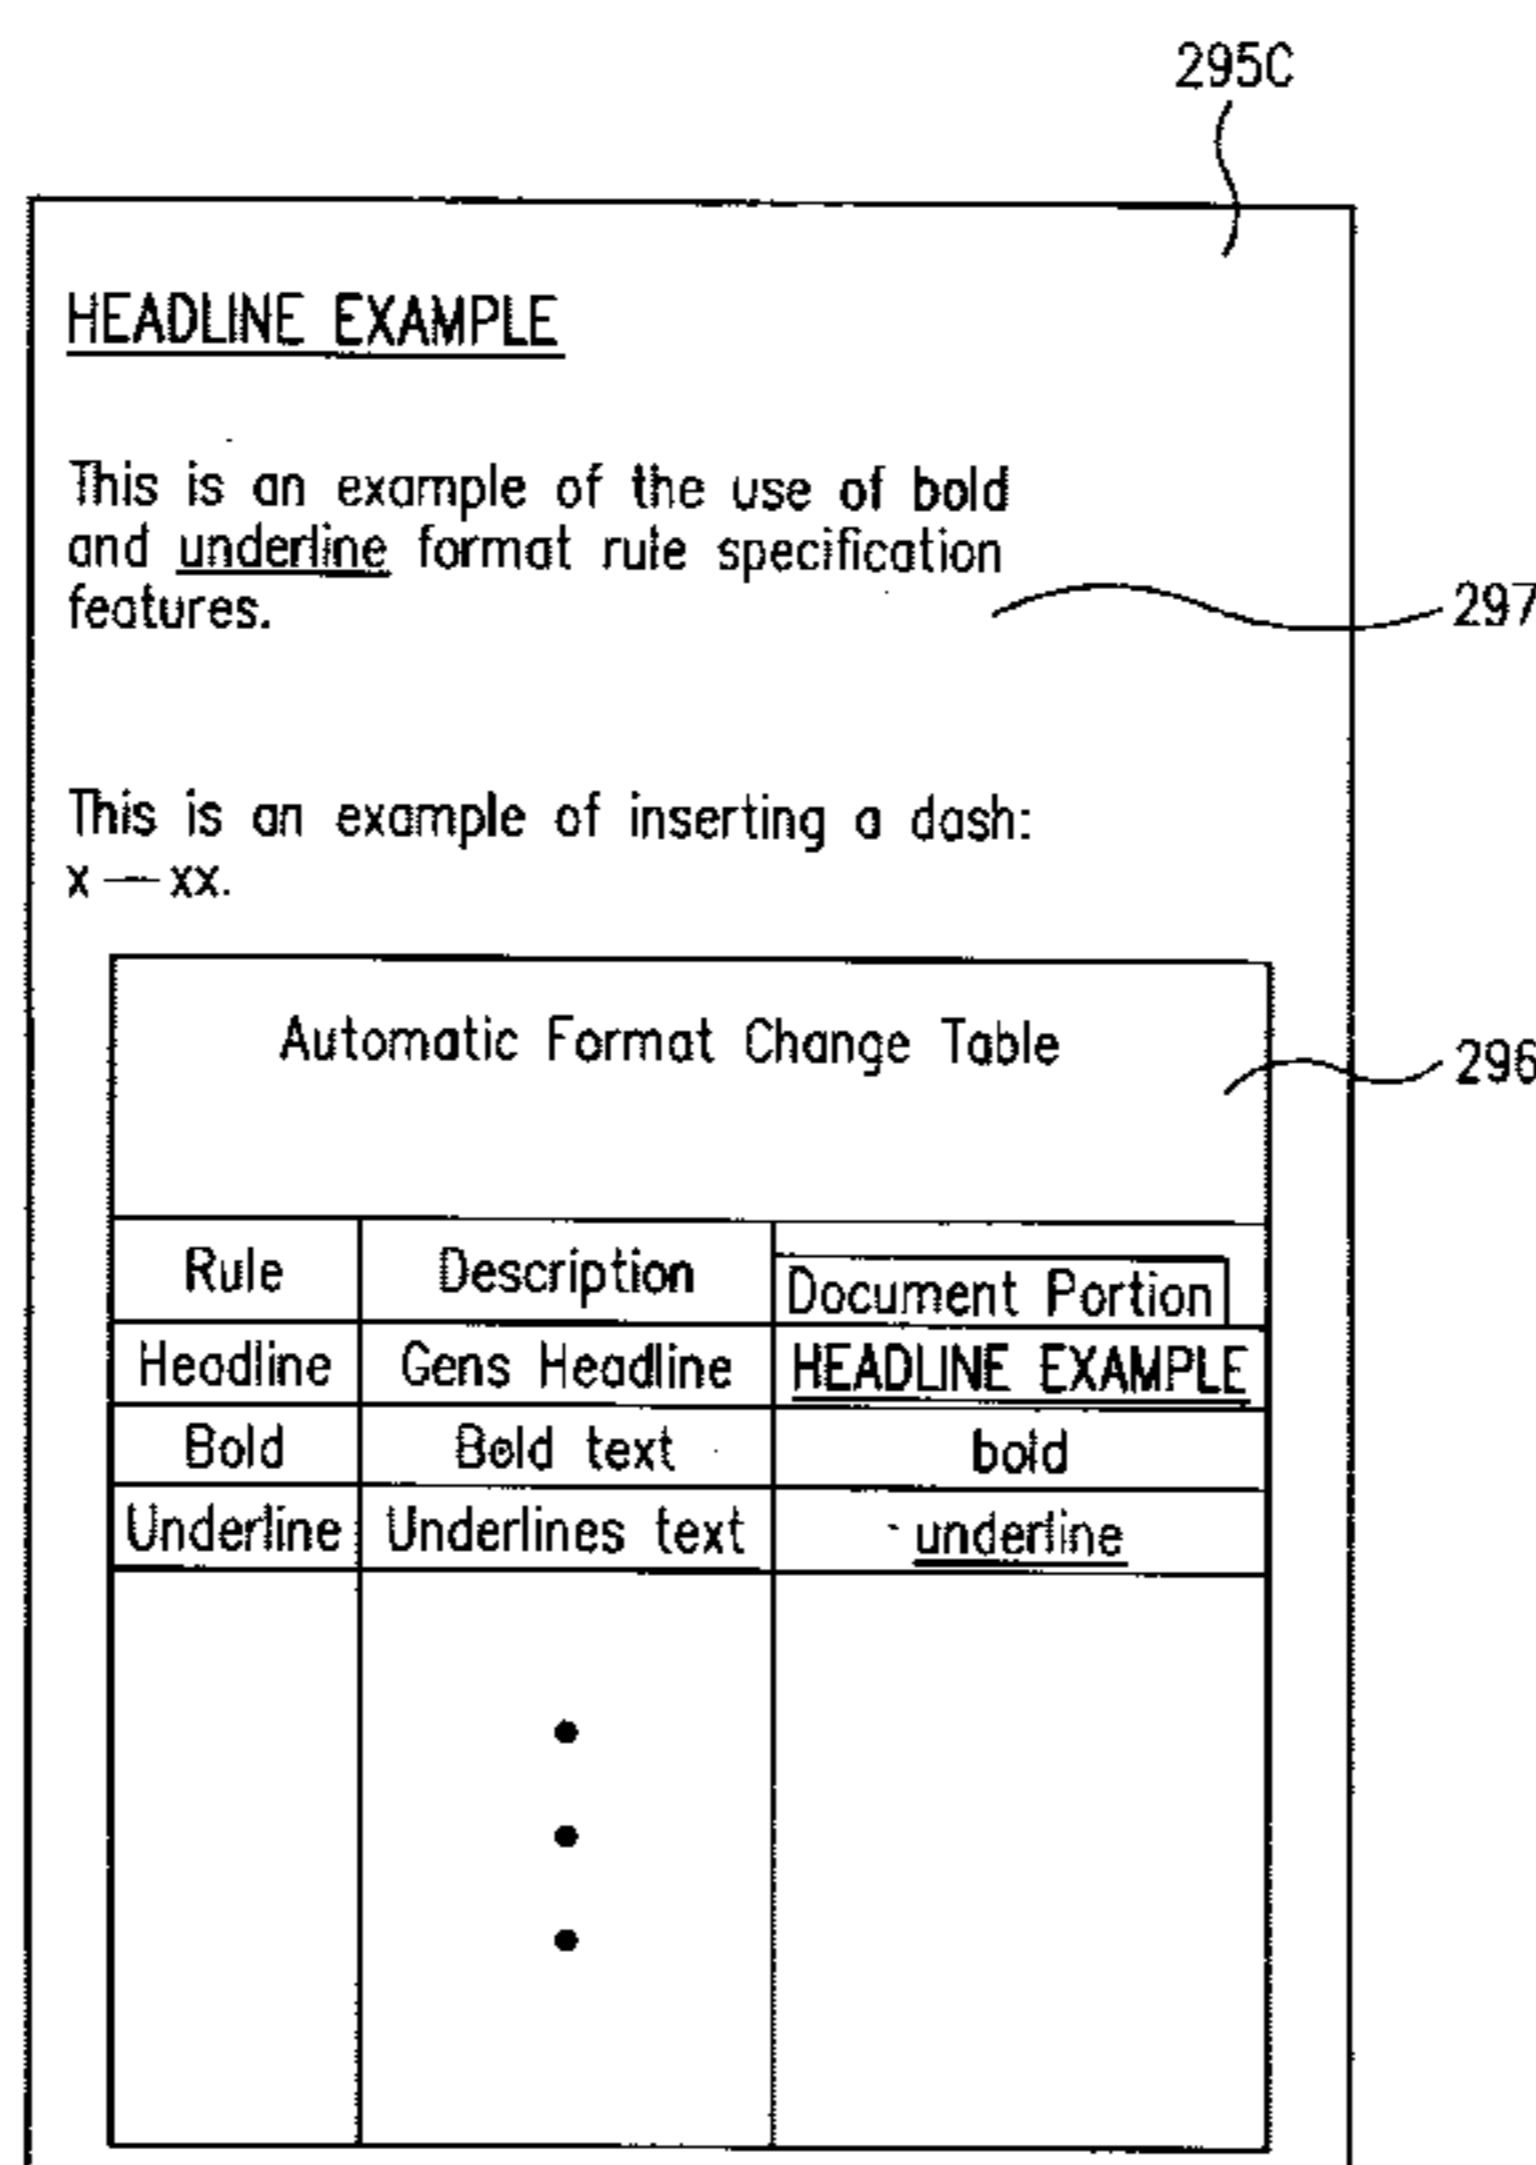 295C
HEADLINE EXAMPLE
This is an example of the use of bold
and underline format rule specification
features.
297
This is an example of inserting a dash:
x — xx.
Automatic Format Change Table
296
Rule Description Document Portion
Headline Gens Headline HEADLINE EXAMPLE
Bold Bold text bold
Underline Underlines text underline